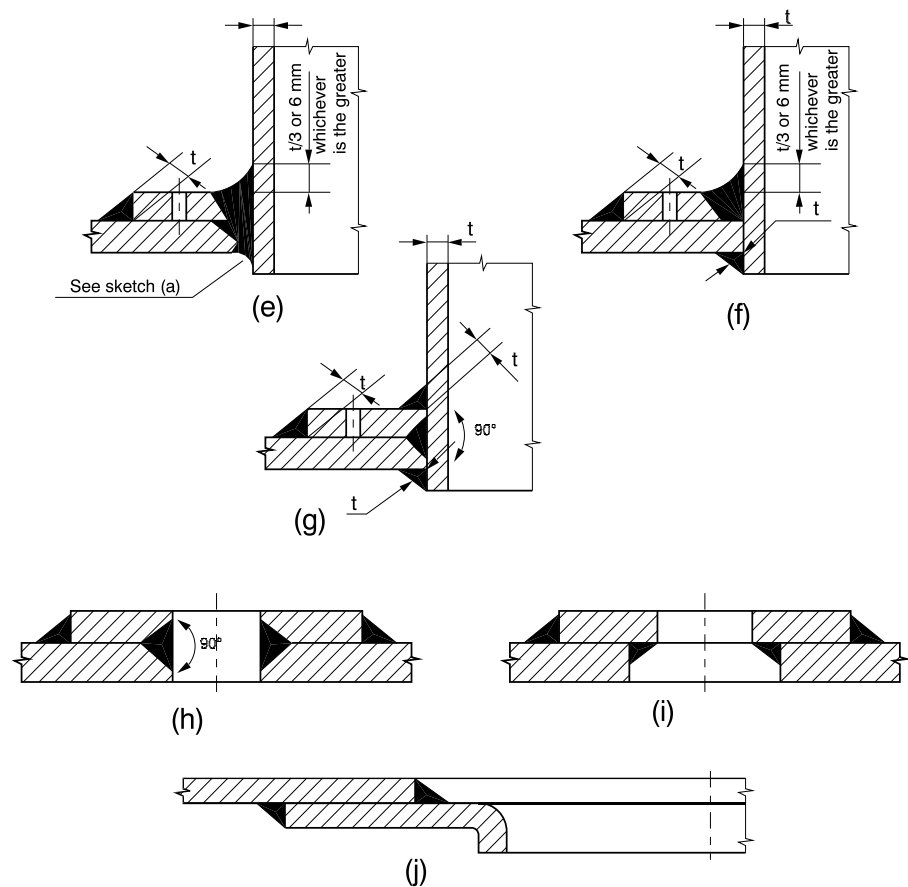 t
t/3 or 6 mm
whichever
is the greater
t
See sketch (a)
(e)
t
t/3 or 6 mm
whichever
is the greater
t
t
(f)
t
t
t
90°
t
(g)
90°
(h)
(i)
(j)